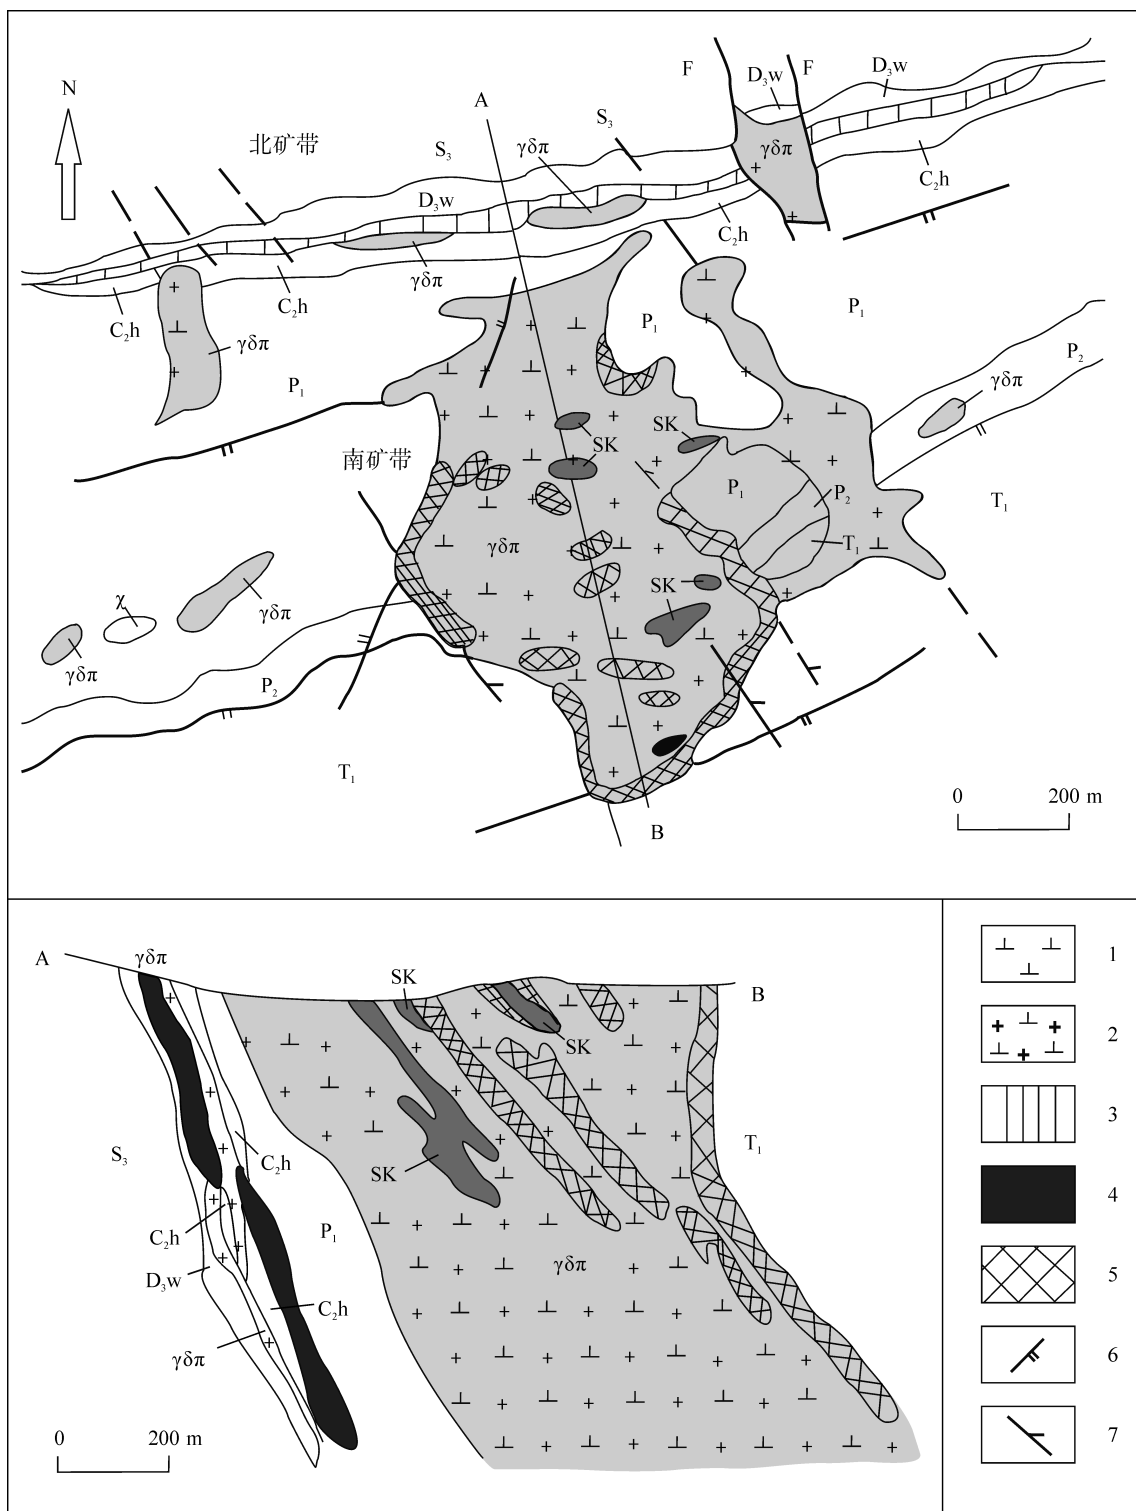 F
F
D₃w
D₃w
N
A
S₃
北矿带
S₃
γδπ
γδπ
C₂h
D₃w
C₂h
γδπ
C₂h
C₂h
P₁
P₁
γδπ
P₂
γδπ
P₁
SK
SK
南矿带
P₁
P₂
T₁
γδπ
T₁
SK
χ
γδπ
γδπ
P₂
T₁
0 200 m
B
A
γδπ
SK
B
SK
S₃
T₁
C₂h
SK
P₁
C₂h
D₃w
γδπ
C₂h
γδπ
0 200 m
1
2
3
4
5
6
7